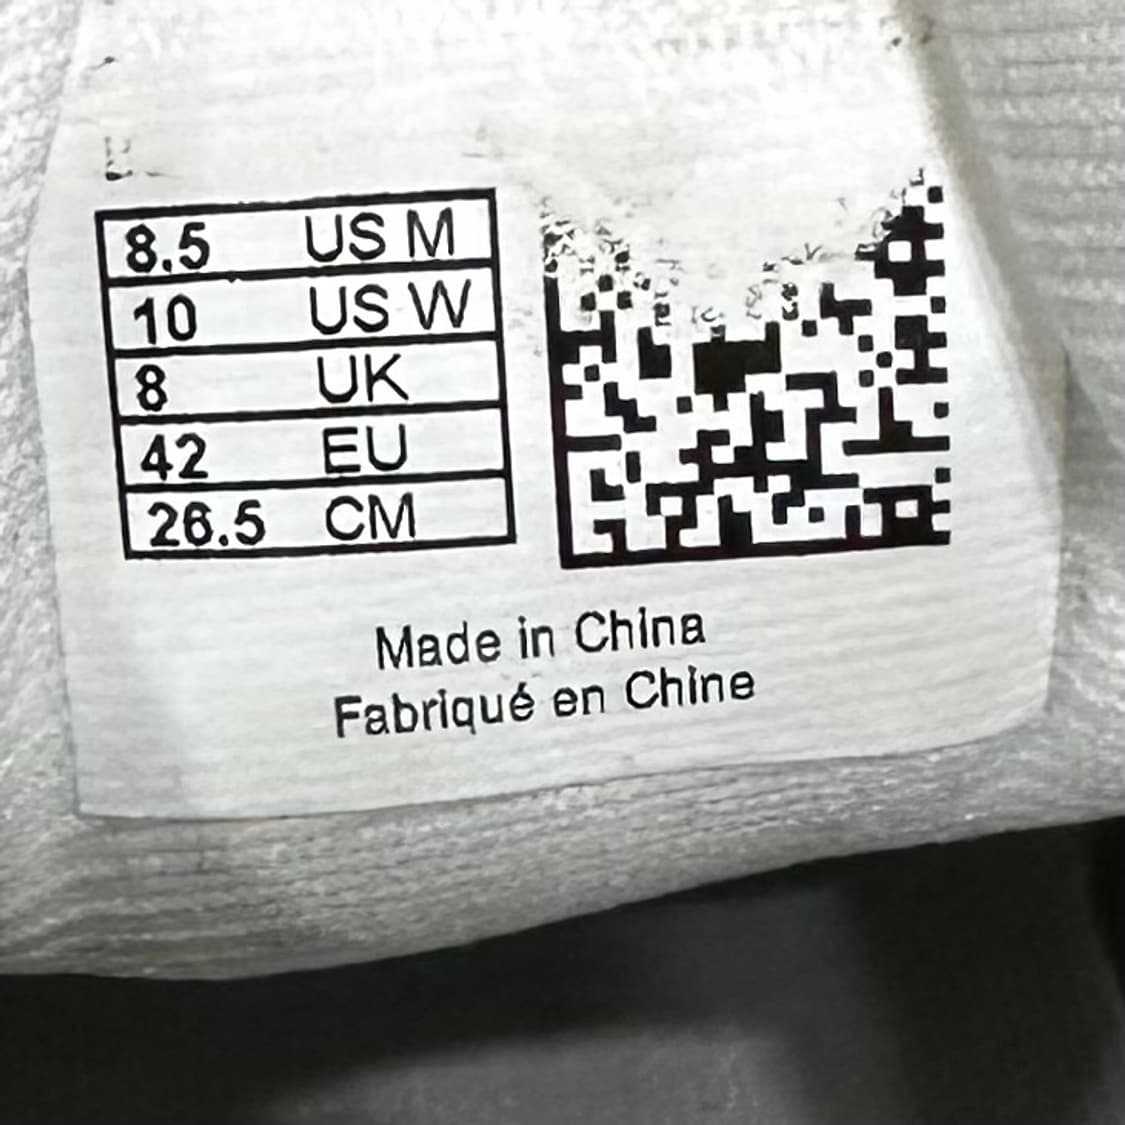 8.5 US M
10 US W
8 UK
42 EU
26.5 CM
Made in China
Fabriqué en Chine